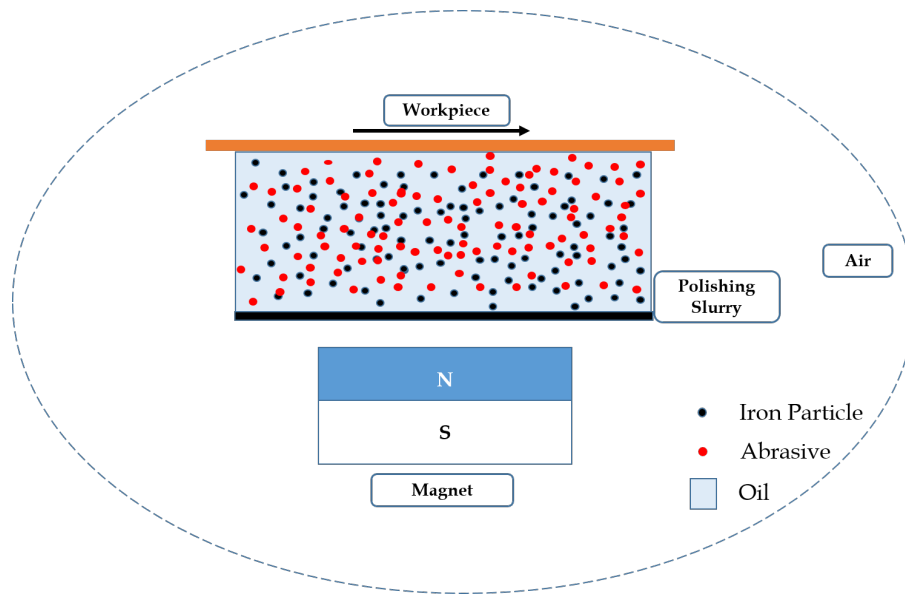 Workpiece
Air
Polishing
Slurry
N
S
Magnet
Iron Particle
Abrasive
Oil